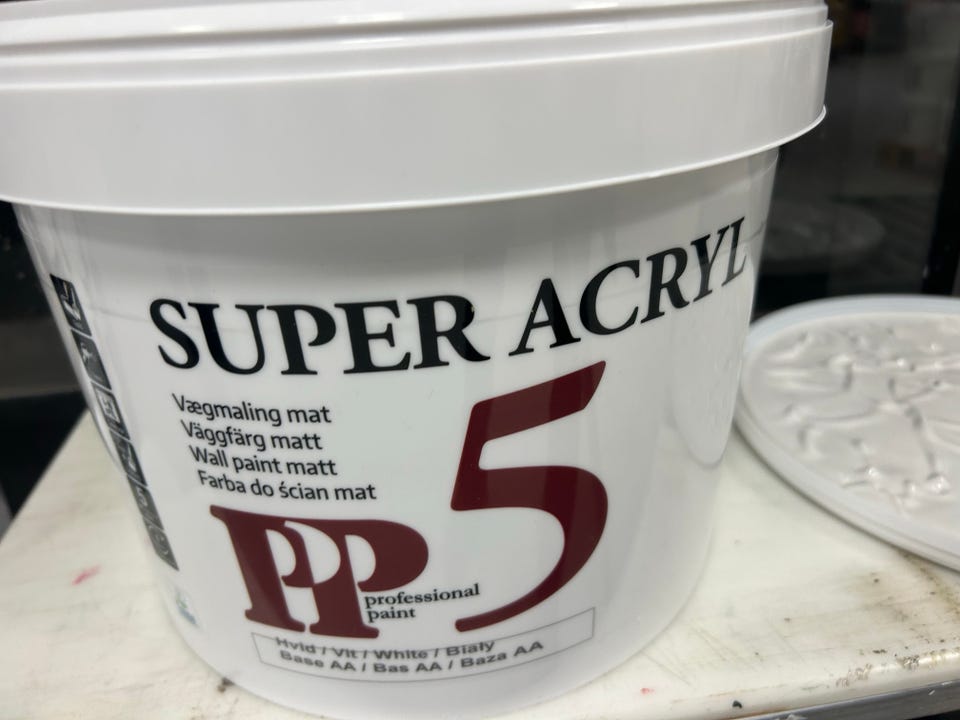 SUPER ACRYL
5
Vægmaling mat
Väggfärg matt
Wall paint matt
Farba do ścian mat
PP
professional
paint
Hvid / Vit / White / Biały
Base AA / Bas AA / Baza AA